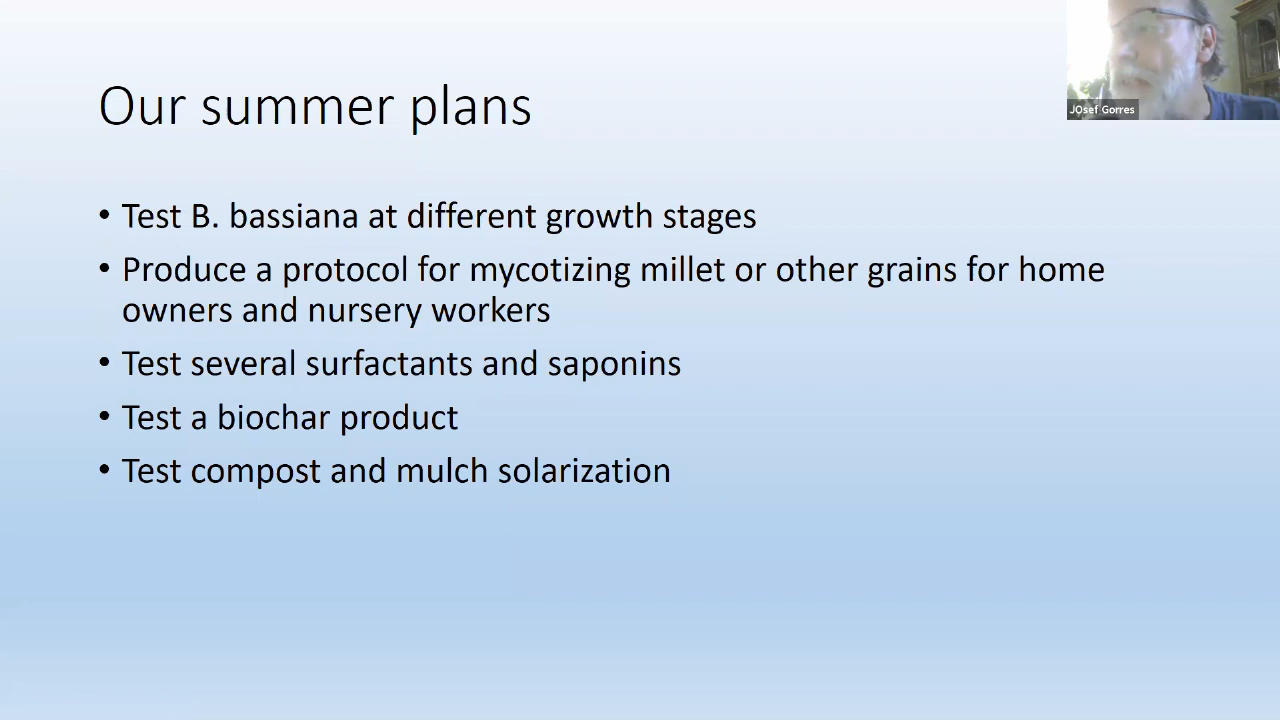 JOsef Gorres
Our summer plans
• Test B. bassiana at different growth stages
• Produce a protocol for mycotizing millet or other grains for home
owners and nursery workers
• Test several surfactants and saponins
• Test a biochar product
• Test compost and mulch solarization